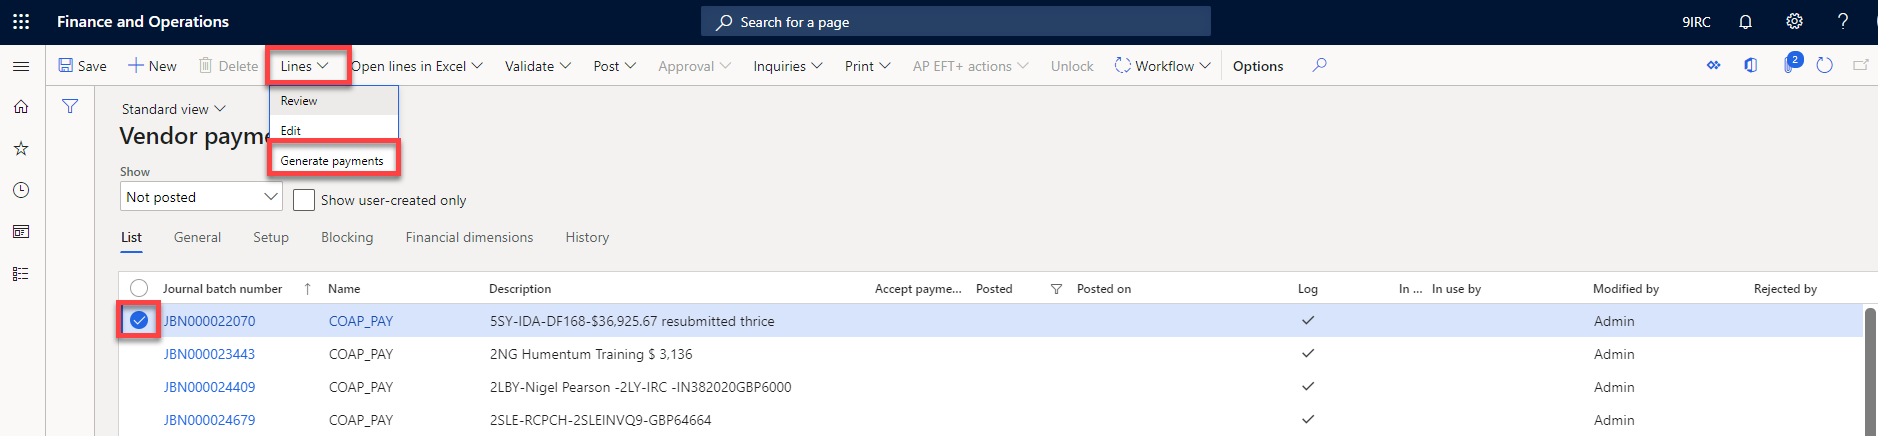 Finance and Operations Search for a page 9IRC ?
Save New Delete Lines Open lines in Excel Validate Post Approval Inquiries Print AP EFT+ actions Unlock Workflow Options 2
Review
Edit
Generate payments
Standard view
Vendor payme
Show
Not posted Show user-created only
List General Setup Blocking Financial dimensions History
Journal batch number Name Description Accept payme... Posted Posted on Log In ... In use by Modified by Rejected by
JBN000022070 COAP_PAY 5SY-IDA-DF168-$36,925.67 resubmitted thrice Admin
JBN000023443 COAP_PAY 2NG Humentum Training $ 3,136 Admin
JBN000024409 COAP_PAY 2LBY-Nigel Pearson -2LY-IRC -IN382020GBP6000 Admin
JBN000024679 COAP_PAY 2SLE-RCPCH-2SLEINVQ9-GBP64664 Admin